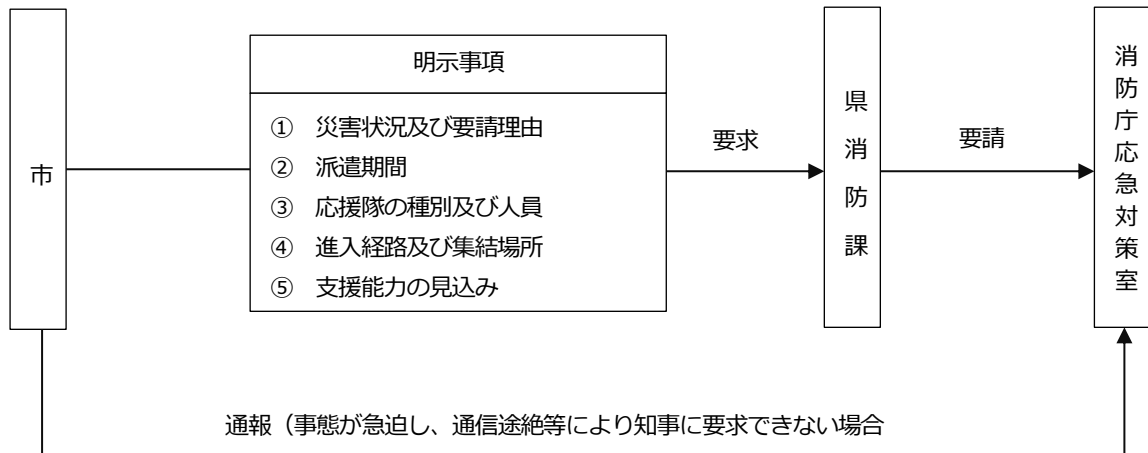 市
明示事項
① 災害状況及び要請理由
② 派遣期間
③ 応援隊の種別及び人員
④ 進入経路及び集結場所
⑤ 支援能力の見込み
要求
県消防課
要請
消防庁応急対策室
通報（事態が急迫し、通信途絶等により知事に要求できない場合